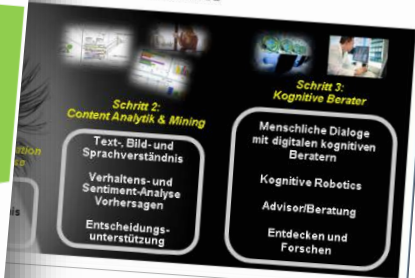 Schritt 2:
Content Analytik & Mining
Text-, Bild- und
Sprachverständnis
Verhaltens- und
Sentiment-Analyse
Vorhersagen
Entscheidungs-
unterstützung
Schritt 3:
Kognitive Berater
Menschliche Dialoge
mit digitalen kognitiven
Beratern
Kognitive Robotics
Advisor/Beratung
Entdecken und
Forschen